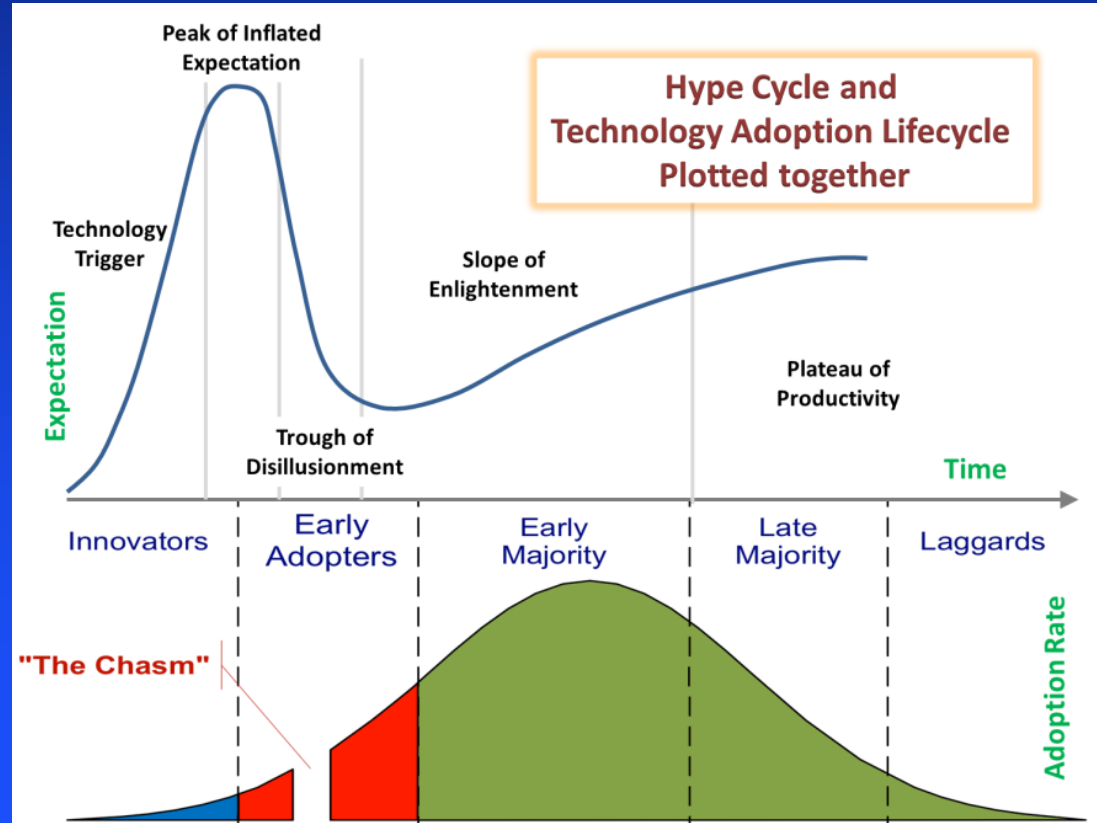 Peak of Inflated
Expectation
Hype Cycle and
Technology Adoption Lifecycle
Plotted together
Technology
Trigger
Slope of
Enlightenment
Expectation
Plateau of
Productivity
Trough of
Disillusionment
Time
Innovators
Early
Adopters
Early
Majority
Late
Majority
Laggards
"The Chasm"
Adoption Rate